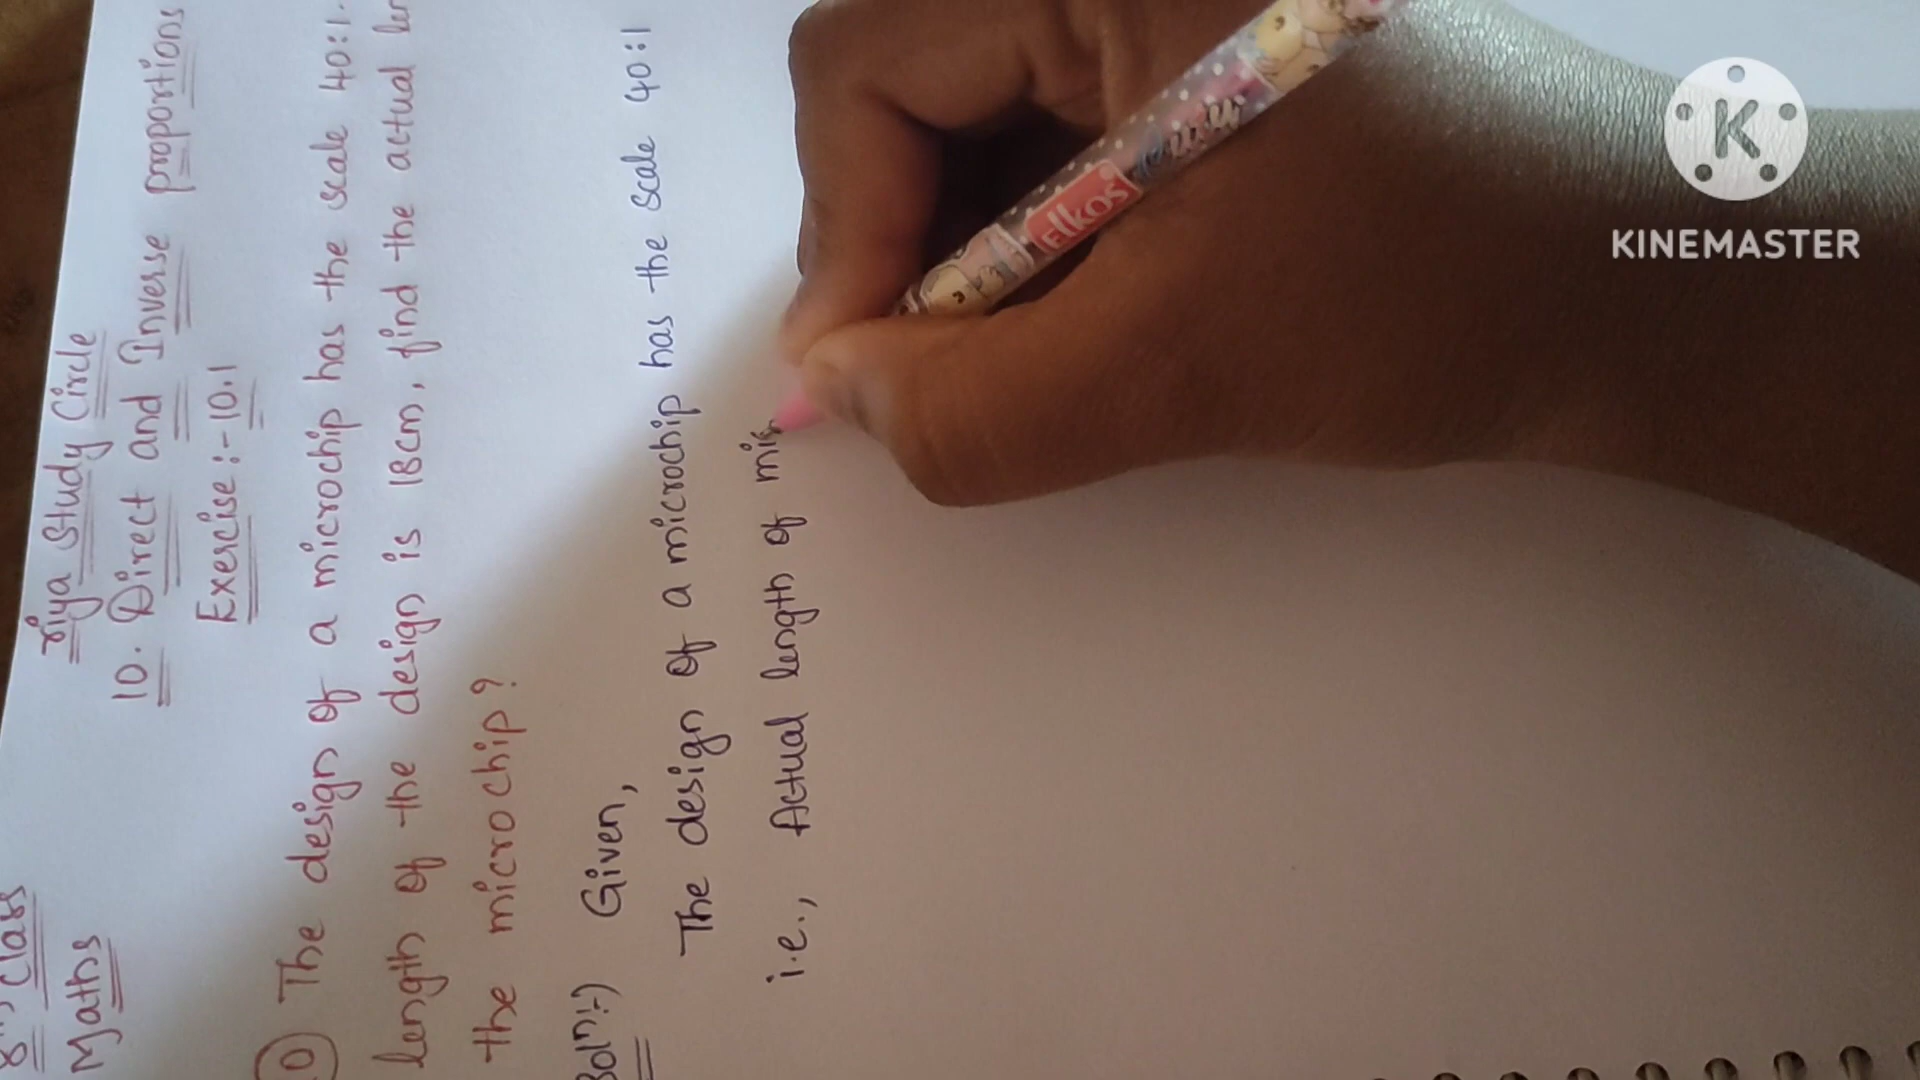 8th class
Maths
riya study Circle
10. Direct and Inverse proportions
Exercise:- 10.1
The design of a microchip has the scale 40:1.
length of the design is 18cm, find the actual
the microchip?
Soln:-) Given,
The design of a microchip has the scale 40:1
i.e., Actual length of
Elkos
KINEMASTER